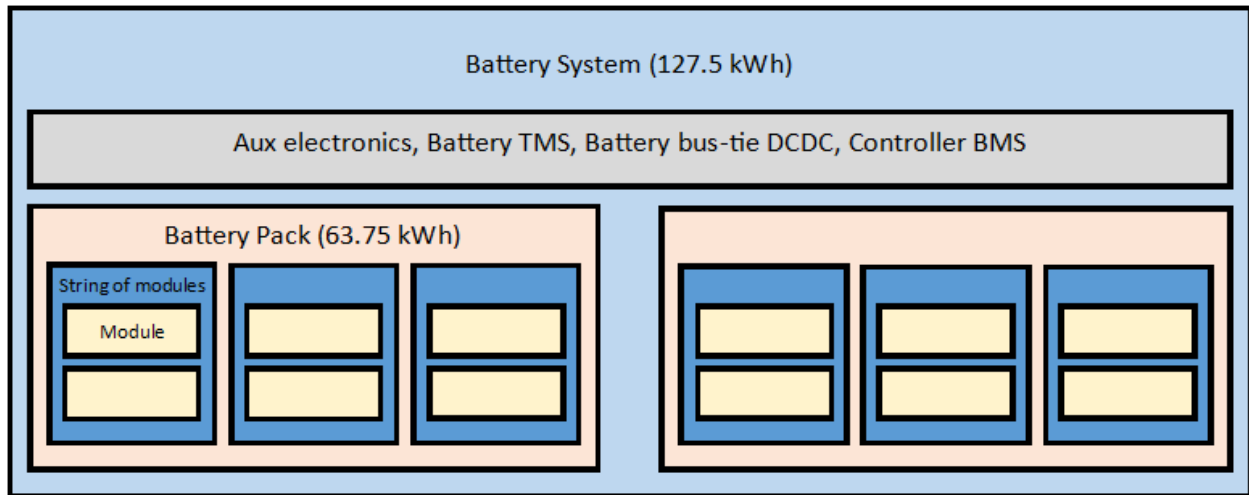 Battery System (127.5 kWh)
Aux electronics, Battery TMS, Battery bus-tie DCDC, Controller BMS
Battery Pack (63.75 kWh)
String of modules
Module